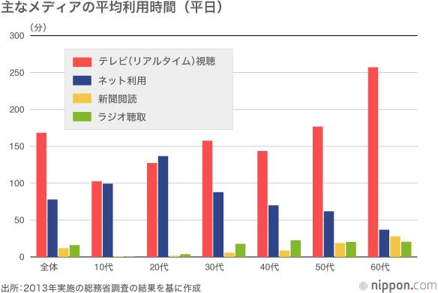 主なメディアの平均利用時間（平日）
（分）
300
250
200
150
100
50
0
テレビ（リアルタイム）視聴
ネット利用
新聞閲読
ラジオ聴取
全体 10代 20代 30代 40代 50代 60代
出所：2013年実施の総務省調査の結果を基に作成
nippon.com